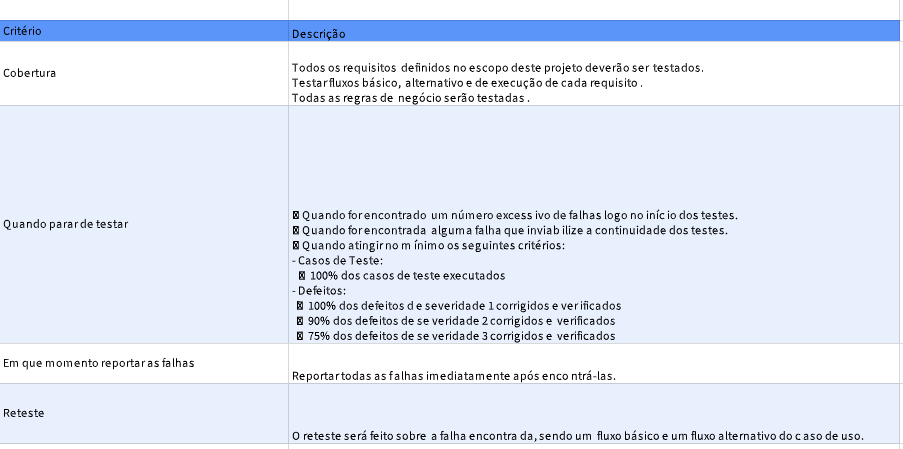 Critério
Descrição
Cobertura
Todos os requisitos definidos no escopo deste projeto deverão ser testados.
Testar fluxos básico, alternativo e de execução de cada requisito .
Todas as regras de negócio serão testadas .
Quando parar de testar
Quando for encontrado um número excess ivo de falhas logo no iníc io dos testes.
Quando for encontrada alguma falha que inviab ilize a continuidade dos testes.
Quando atingir no m ínimo os seguintes critérios:
- Casos de Teste:
100% dos casos de teste executados
- Defeitos:
100% dos defeitos d e severidade 1 corrigidos e ver ificados
90% dos defeitos de se veridade 2 corrigidos e verificados
75% dos defeitos de se veridade 3 corrigidos e verificados
Em que momento reportar as falhas
Reportar todas as f alhas imediatamente após enco ntrá-las.
Reteste
O reteste será feito sobre a falha encontra da, sendo um fluxo básico e um fluxo alternativo do c aso de uso.